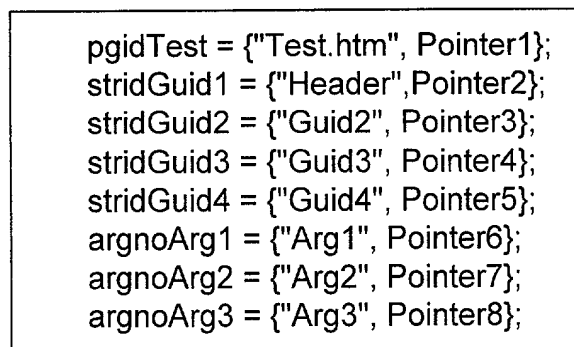 pgidTest = {"Test.htm", Pointer1};
stridGuid1 = {"Header",Pointer2};
stridGuid2 = {"Guid2", Pointer3};
stridGuid3 = {"Guid3", Pointer4};
stridGuid4 = {"Guid4", Pointer5};
argnoArg1 = {"Arg1", Pointer6};
argnoArg2 = {"Arg2", Pointer7};
argnoArg3 = {"Arg3", Pointer8};